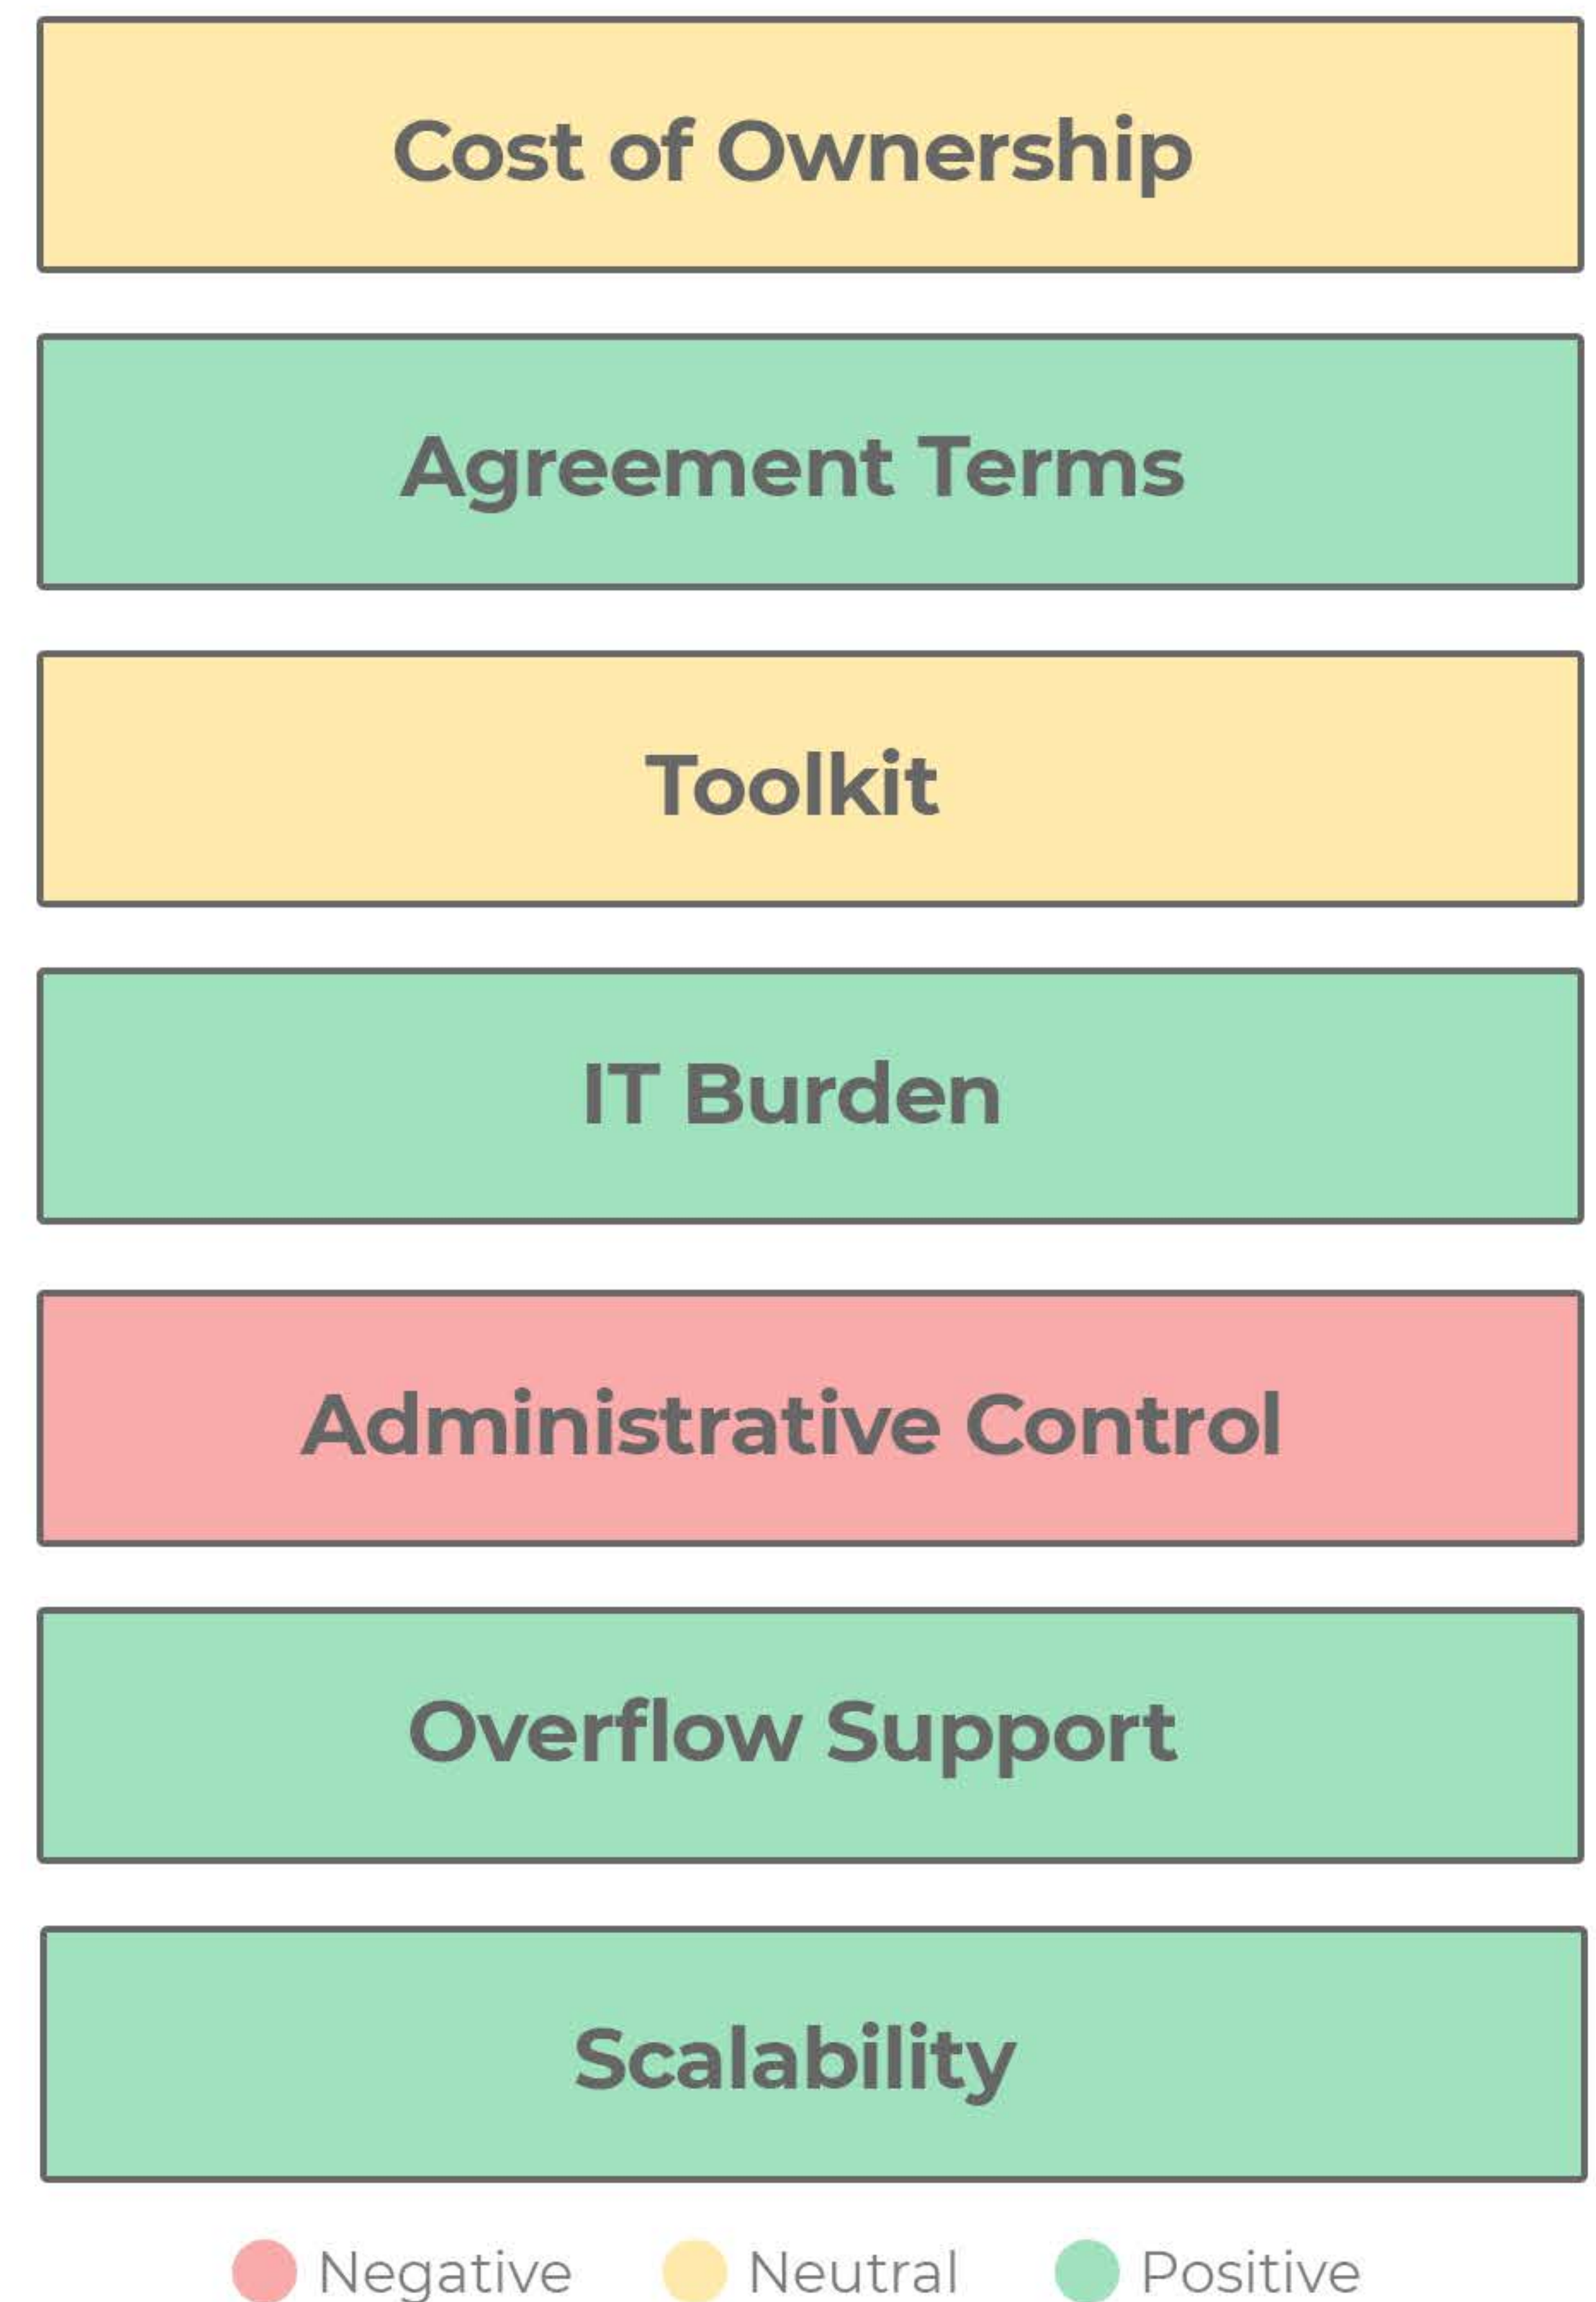 Cost of Ownership
Agreement Terms
Toolkit
IT Burden
Administrative Control
Overflow Support
Scalability
Negative Neutral Positive